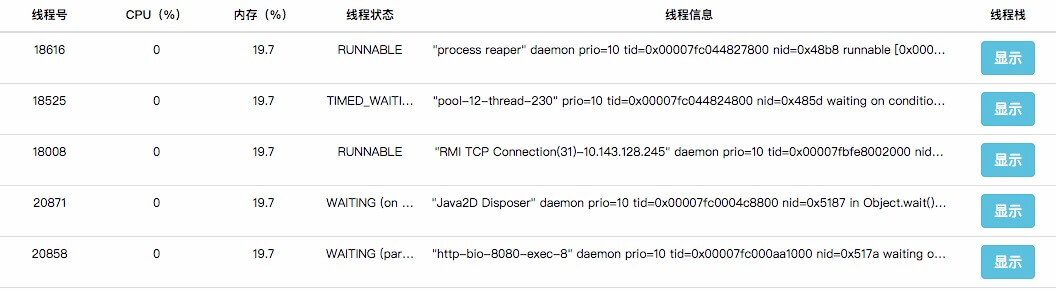 线程号 CPU（%） 内存（%） 线程状态 线程信息 线程栈
18616 0 19.7 RUNNABLE "process reaper" daemon prio=10 tid=0x00007fc044827800 nid=0x48b8 runnable [0x000... 显示
18525 0 19.7 TIMED_WAITI... "pool-12-thread-230" prio=10 tid=0x00007fc044824800 nid=0x485d waiting on conditio... 显示
18008 0 19.7 RUNNABLE "RMI TCP Connection(31)-10.143.128.245" daemon prio=10 tid=0x00007fbfe8002000 nid... 显示
20871 0 19.7 WAITING (on ... "Java2D Disposer" daemon prio=10 tid=0x00007fc0004c8800 nid=0x5187 in Object.wait()... 显示
20858 0 19.7 WAITING (par... "http-bio-8080-exec-8" daemon prio=10 tid=0x00007fc000aa1000 nid=0x517a waiting o... 显示